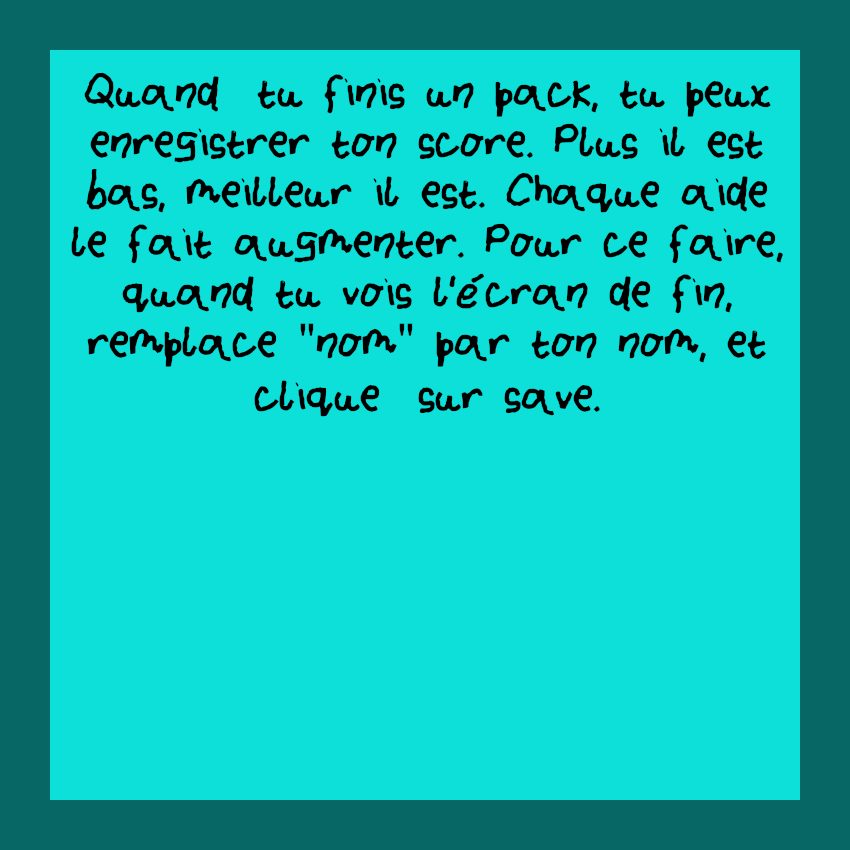 Quand tu finis un pack, tu peux
enregistrer ton score. Plus il est
bas, meilleur il est. Chaque aide
le fait augmenter. Pour ce faire,
quand tu vois l'écran de fin,
remplace "nom" par ton nom, et
clique sur save.